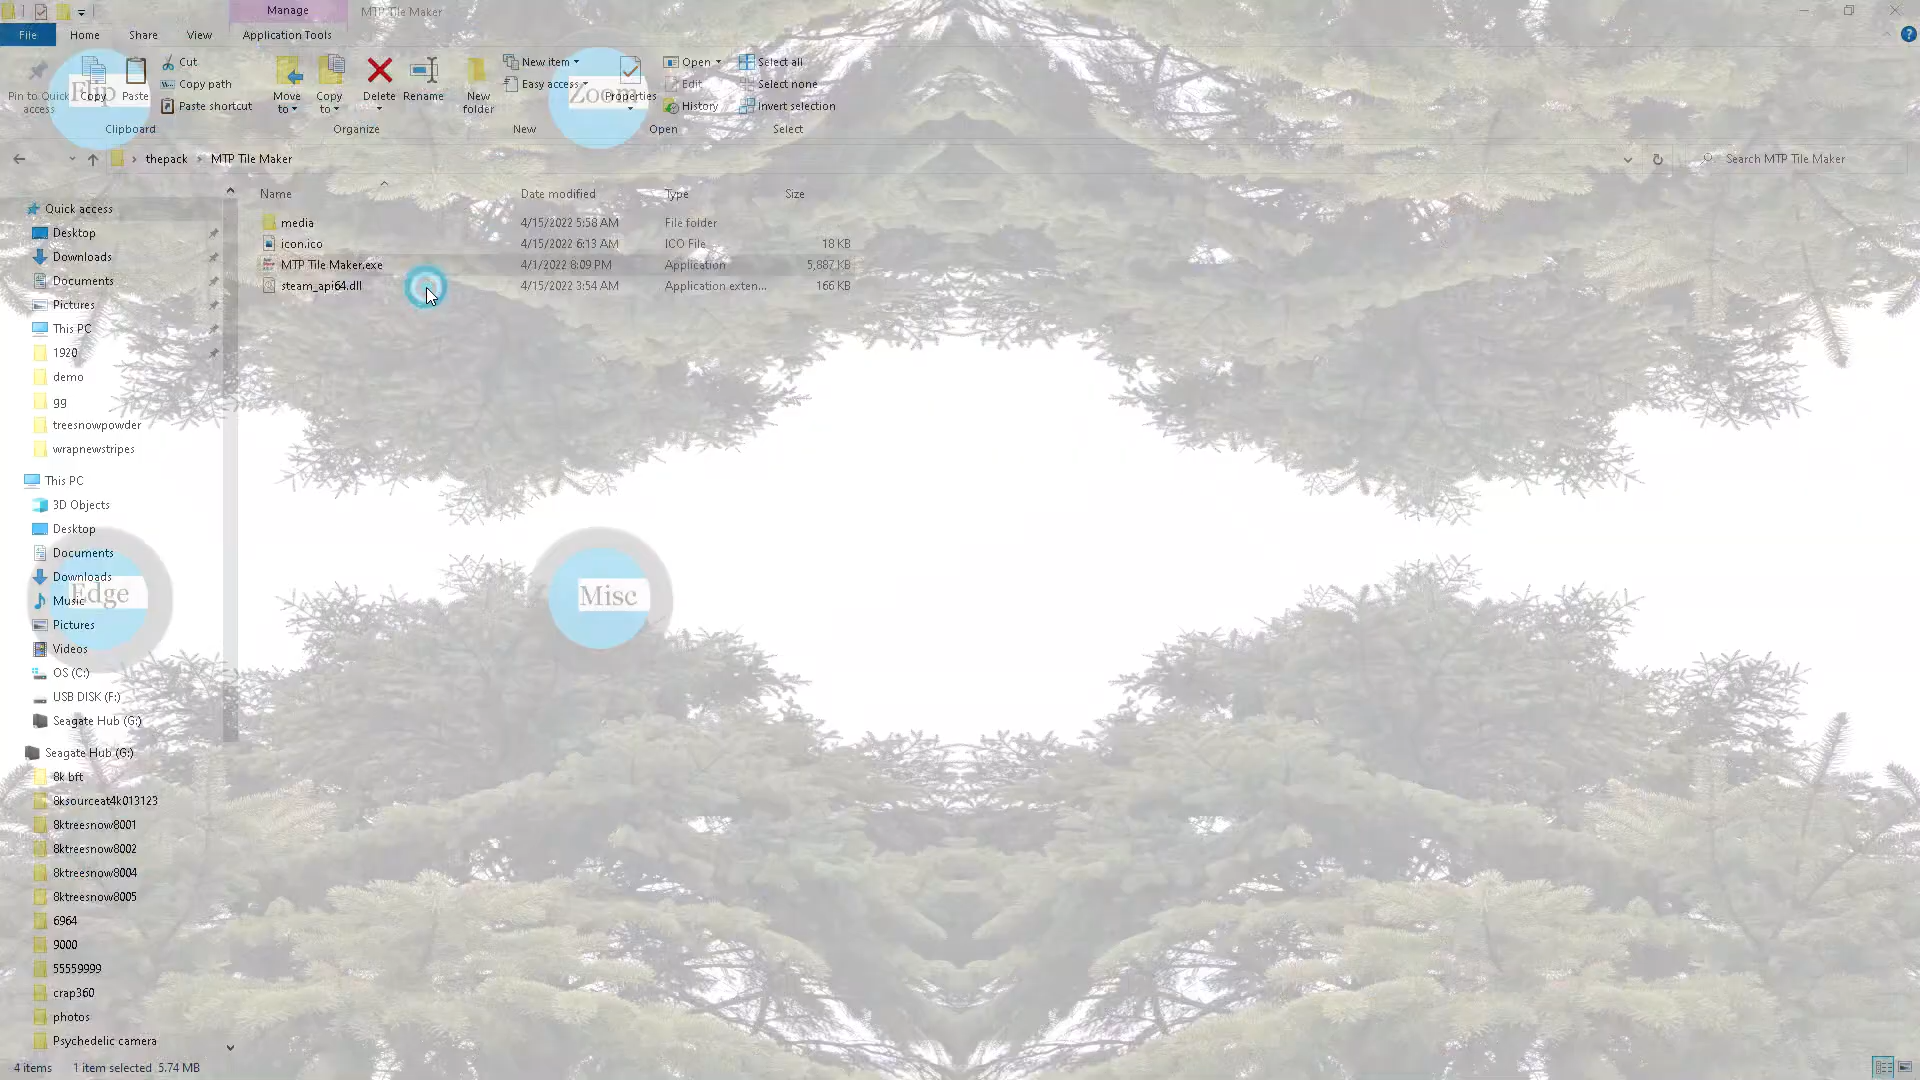 Manage
MTP Tile Maker
File
Home
Share
View
Application Tools
Pin to Quick access
Copy
Paste
Cut
Copy path
Paste shortcut
Clipboard
Move to
Copy to
Delete
Rename
Organize
New folder
New item
Easy access
New
Properties
Open
Edit
History
Open
Select all
Select none
Invert selection
Select
Flip
Zoom
thepack
MTP Tile Maker
Search MTP Tile Maker
Name
Date modified
Type
Size
media
4/15/2022 5:58 AM
File folder
icon.ico
4/15/2022 6:13 AM
ICO File
18 KB
MTP Tile Maker.exe
4/1/2022 8:09 PM
Application
5,887 KB
steam_api64.dll
4/15/2022 3:54 AM
Application exten...
166 KB
Quick access
Desktop
Downloads
Documents
Pictures
This PC
1920
demo
gg
treesnowpowder
wrapnewstripes
This PC
3D Objects
Desktop
Documents
Downloads
Music
Pictures
Videos
OS (C:)
USB DISK (F:)
Seagate Hub (G:)
Edge
Misc
Seagate Hub (G:)
8k bft
8ksourceat4k013123
8ktreesnow8001
8ktreesnow8002
8ktreesnow8004
8ktreesnow8005
6964
9000
55559999
crap360
photos
Psychedelic camera
4 items
1 item selected 5.74 MB